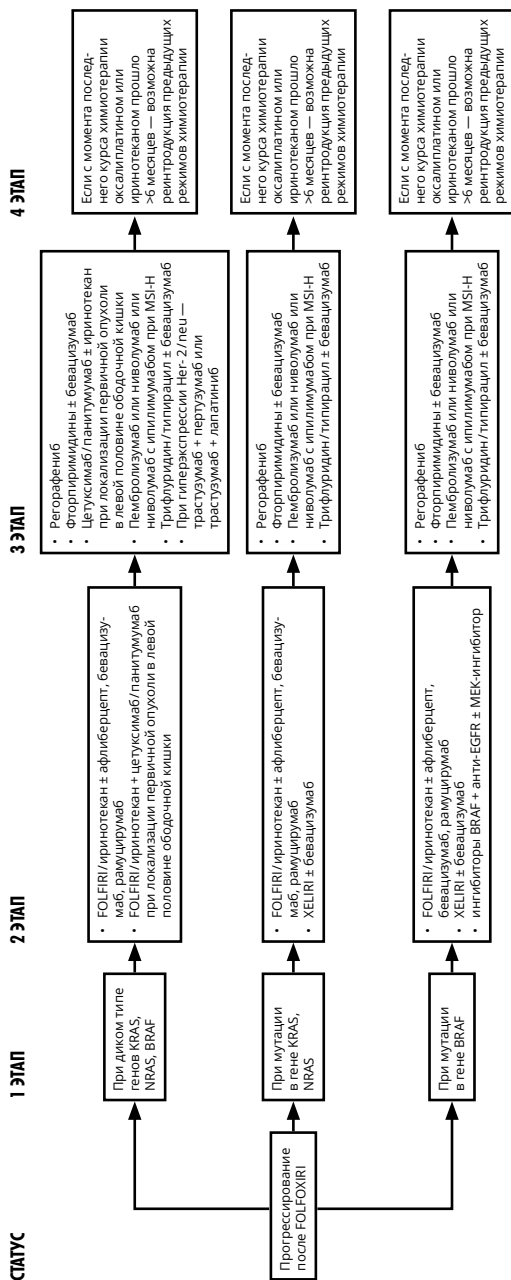 СТАТУС
1 ЭТАП
2 ЭТАП
3 ЭТАП
4 ЭТАП
Прогрессирование
после FOLFOXIRI
При диком типе
генов KRAS,
NRAS, BRAF
• FOLFIRI/иринотекан ± афлиберцепт, бевацизу-
маб, рамуцирумаб
• FOLFIRI/иринотекан + цетуксимаб/панитумумаб
при локализации первичной опухоли в левой
половине ободочной кишки
• Регорафениб
• Фторпиримидины ± бевацизумаб
• Цетуксимаб/панитумумаб ± иринотекан
при локализации первичной опухоли
в левой половине ободочной кишки
• Пембролизумаб или ниволумаб или
ниволумаб с ипилимумабом при MSI-H
• Трифлуридин/типирацил ± бевацизумаб
• При гиперэкспрессии Her-2/neu —
трастузумаб + пертузумаб или
трастузумаб + лапатиниб
Если с момента послед-
него курса химиотерапии
оксалиплатином или
иринотеканом прошло
>6 месяцев — возможна
реинтродукция предыдущих
режимов химиотерапии
При мутации
в гене KRAS,
NRAS
• FOLFIRI/иринотекан ± афлиберцепт, бевацизу-
маб, рамуцирумаб
• XELIRI ± бевацизумаб
• Регорафениб
• Фторпиримидины ± бевацизумаб
• Пембролизумаб или ниволумаб или
ниволумаб с ипилимумабом при MSI-H
• Трифлуридин/типирацил ± бевацизумаб
Если с момента послед-
него курса химиотерапии
оксалиплатином или
иринотеканом прошло
>6 месяцев — возможна
реинтродукция предыдущих
режимов химиотерапии
При мутации
в гене BRAF
• FOLFIRI/иринотекан ± афлиберцепт,
бевацизумаб, рамуцирумаб
• XELIRI ± бевацизумаб
• ингибиторы BRAF + анти-EGFR ± МЕК-ингибитор
• Регорафениб
• Фторпиримидины ± бевацизумаб
• Пембролизумаб или ниволумаб или
ниволумаб с ипилимумабом при MSI-H
• Трифлуридин/типирацил ± бевацизумаб
Если с момента послед-
него курса химиотерапии
оксалиплатином или
иринотеканом прошло
>6 месяцев — возможна
реинтродукция предыдущих
режимов химиотерапии